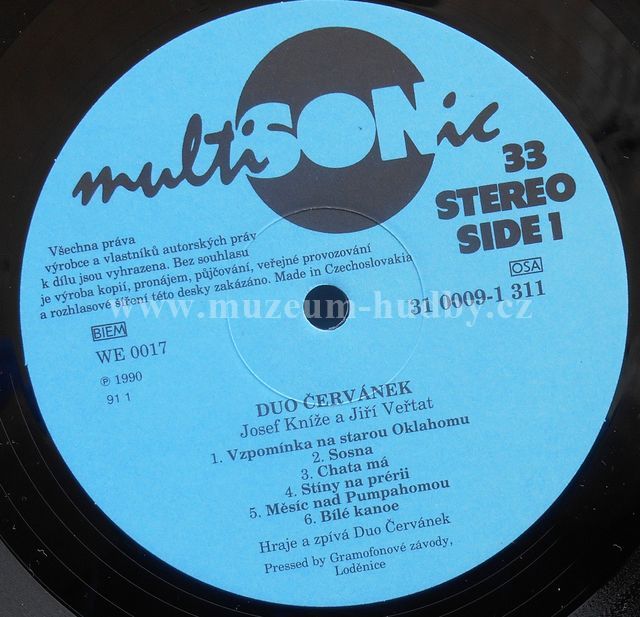 multiSONic
33
STEREO
SIDE 1
Všechna práva
výrobce a vlastníků autorských práv
k dílu jsou vyhrazena. Bez souhlasu
je výroba kopií, pronájem, půjčování, veřejné provozování
a rozhlasové šíření této desky zakázáno. Made in Czechoslovakia
OSA
31 0009-1 311
www.muzeum-hudby.cz
BIEM
WE 0017
℗ 1990
91 1
DUO ČERVÁNEK
Josef Kníže a Jiří Veřtat
1. Vzpomínka na starou Oklahomu
2. Sosna
3. Chata má
4. Stíny na prérii
5. Měsíc nad Pumpahomou
6. Bílé kanoe
Hraje a zpívá Duo Červánek
Pressed by Gramofonové závody,
Loděnice